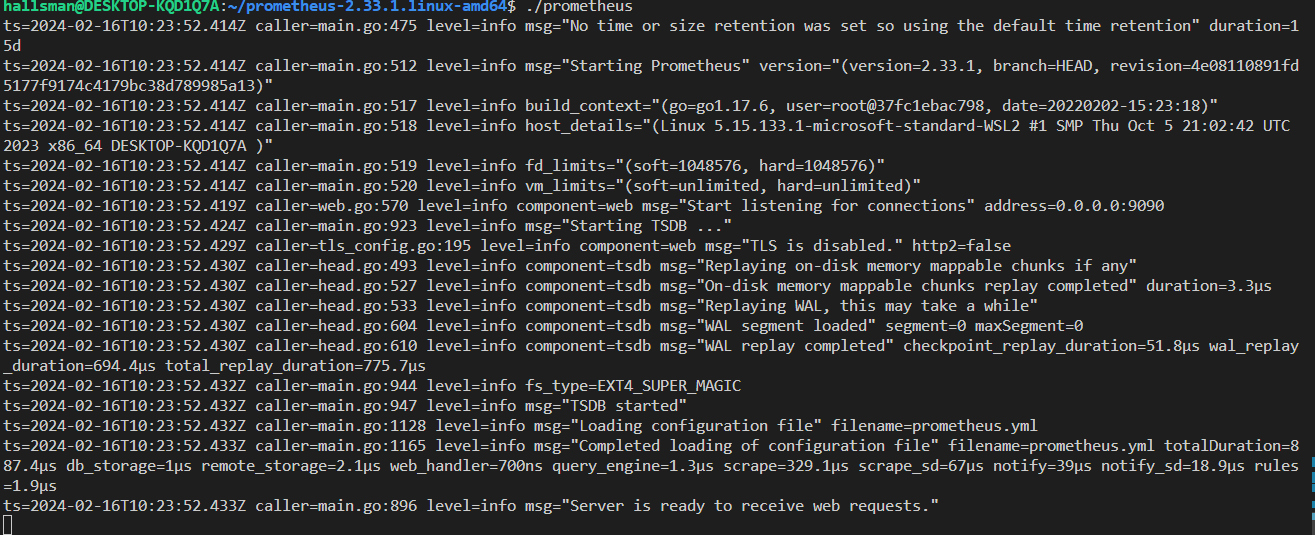 hallsman@DESKTOP-KQD1Q7A:~/prometheus-2.33.1.linux-amd64$ ./prometheus
ts=2024-02-16T10:23:52.414Z caller=main.go:475 level=info msg="No time or size retention was set so using the default time retention" duration=1
5d
ts=2024-02-16T10:23:52.414Z caller=main.go:512 level=info msg="Starting Prometheus" version="(version=2.33.1, branch=HEAD, revision=4e08110891fd
5177f9174c4179bc38d789985a13)"
ts=2024-02-16T10:23:52.414Z caller=main.go:517 level=info build_context="(go=go1.17.6, user=root@37fc1ebac798, date=20220202-15:23:18)"
ts=2024-02-16T10:23:52.414Z caller=main.go:518 level=info host_details="(Linux 5.15.133.1-microsoft-standard-WSL2 #1 SMP Thu Oct 5 21:02:42 UTC
2023 x86_64 DESKTOP-KQD1Q7A )"
ts=2024-02-16T10:23:52.414Z caller=main.go:519 level=info fd_limits="(soft=1048576, hard=1048576)"
ts=2024-02-16T10:23:52.414Z caller=main.go:520 level=info vm_limits="(soft=unlimited, hard=unlimited)"
ts=2024-02-16T10:23:52.419Z caller=web.go:570 level=info component=web msg="Start listening for connections" address=0.0.0.0:9090
ts=2024-02-16T10:23:52.424Z caller=main.go:923 level=info msg="Starting TSDB ..."
ts=2024-02-16T10:23:52.429Z caller=tls_config.go:195 level=info component=web msg="TLS is disabled." http2=false
ts=2024-02-16T10:23:52.430Z caller=head.go:493 level=info component=tsdb msg="Replaying on-disk memory mappable chunks if any"
ts=2024-02-16T10:23:52.430Z caller=head.go:527 level=info component=tsdb msg="On-disk memory mappable chunks replay completed" duration=3.3µs
ts=2024-02-16T10:23:52.430Z caller=head.go:533 level=info component=tsdb msg="Replaying WAL, this may take a while"
ts=2024-02-16T10:23:52.430Z caller=head.go:604 level=info component=tsdb msg="WAL segment loaded" segment=0 maxSegment=0
ts=2024-02-16T10:23:52.430Z caller=head.go:610 level=info component=tsdb msg="WAL replay completed" checkpoint_replay_duration=51.8µs wal_replay
_duration=694.4µs total_replay_duration=775.7µs
ts=2024-02-16T10:23:52.432Z caller=main.go:944 level=info fs_type=EXT4_SUPER_MAGIC
ts=2024-02-16T10:23:52.432Z caller=main.go:947 level=info msg="TSDB started"
ts=2024-02-16T10:23:52.432Z caller=main.go:1128 level=info msg="Loading configuration file" filename=prometheus.yml
ts=2024-02-16T10:23:52.433Z caller=main.go:1165 level=info msg="Completed loading of configuration file" filename=prometheus.yml totalDuration=8
87.4µs db_storage=1µs remote_storage=2.1µs web_handler=700ns query_engine=1.3µs scrape=329.1µs scrape_sd=67µs notify=39µs notify_sd=18.9µs rules
=1.9µs
ts=2024-02-16T10:23:52.433Z caller=main.go:896 level=info msg="Server is ready to receive web requests."